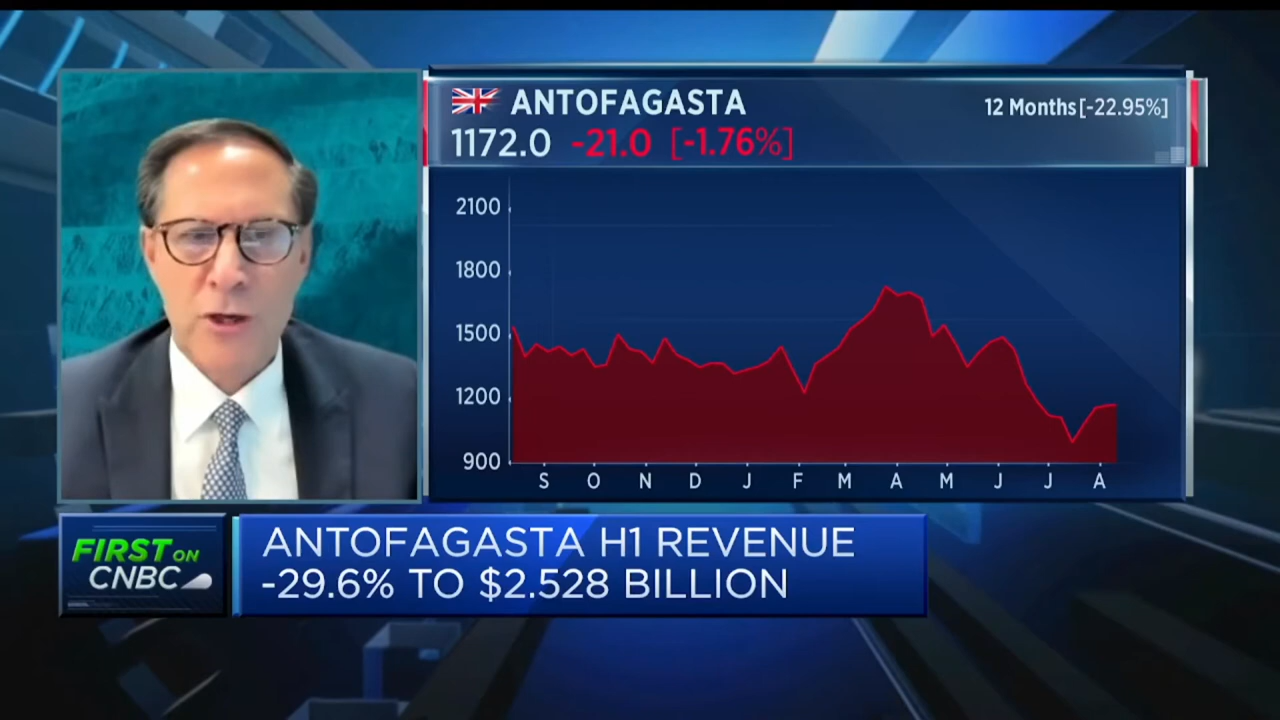 ANTOFAGASTA
12 Months[-22.95%]
1172.0 -21.0 [-1.76%]
2100
1800
1500
1200
900
S O N D J F M A M J J A
FIRST ON
CNBC
ANTOFAGASTA H1 REVENUE
-29.6% TO $2.528 BILLION